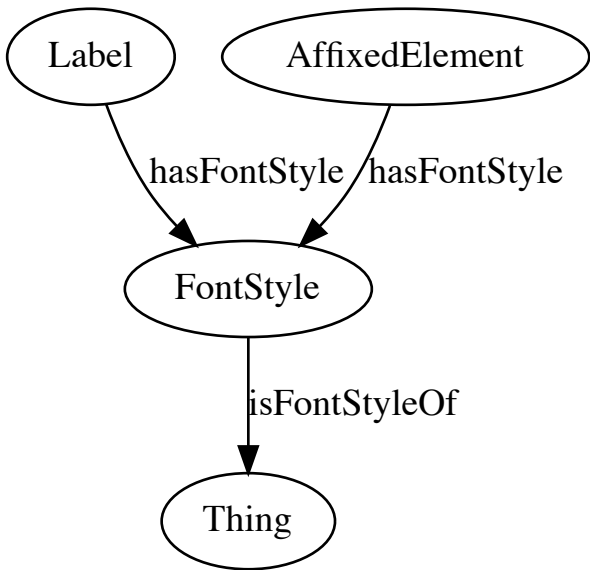 Label
AffixedElement
hasFontStyle
hasFontStyle
FontStyle
isFontStyleOf
Thing